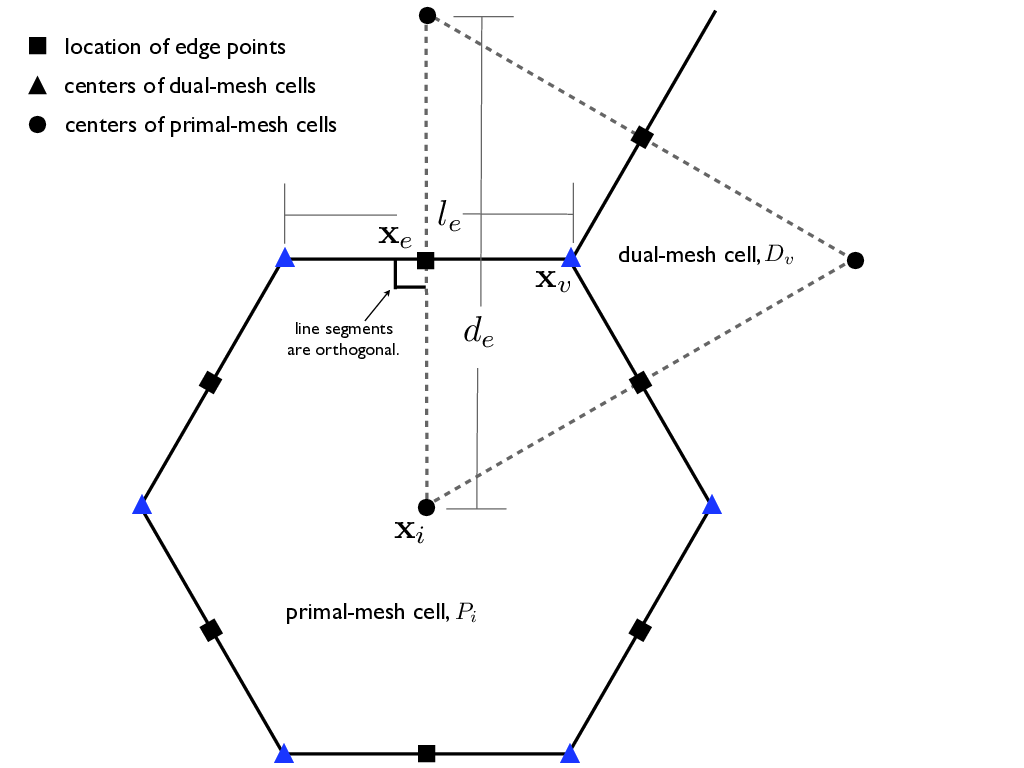 location of edge points
centers of dual-mesh cells
centers of primal-mesh cells
l_e
x_e
dual-mesh cell, D_v
x_v
line segments
are orthogonal.
d_e
x_i
primal-mesh cell, P_i